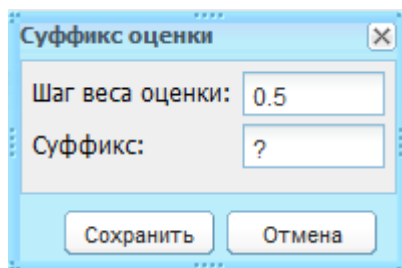 Суффикс оценки
Шаг веса оценки: 0.5
Суффикс: ?
Сохранить Отмена